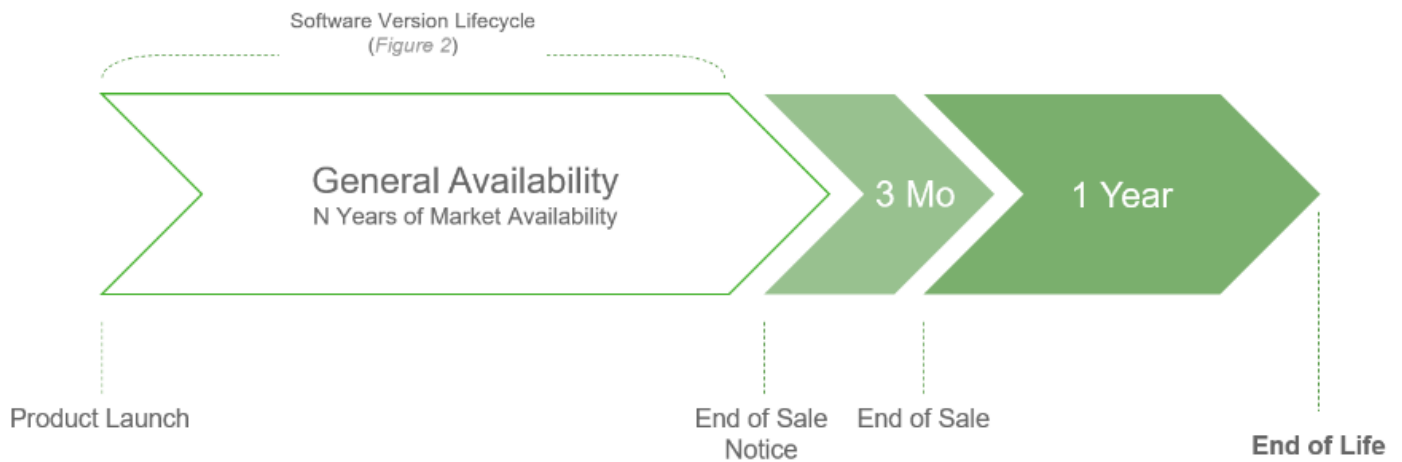 Software Version Lifecycle
(Figure 2)
General Availability
N Years of Market Availability
3 Mo
1 Year
Product Launch
End of Sale
Notice
End of Sale
End of Life